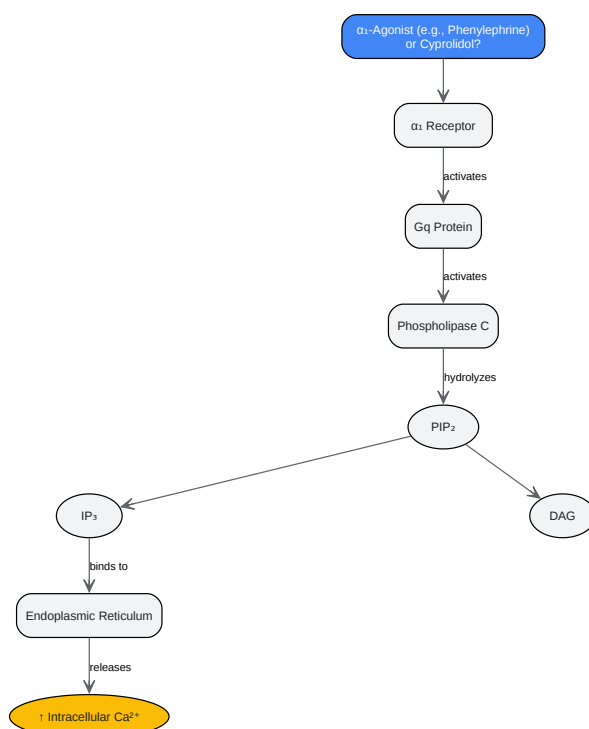 α₁-Agonist (e.g., Phenylephrine)
or Cyprolidol?
α₁ Receptor
activates
Gq Protein
activates
Phospholipase C
hydrolyzes
PIP₂
IP₃
DAG
binds to
Endoplasmic Reticulum
releases
↑ Intracellular Ca²⁺